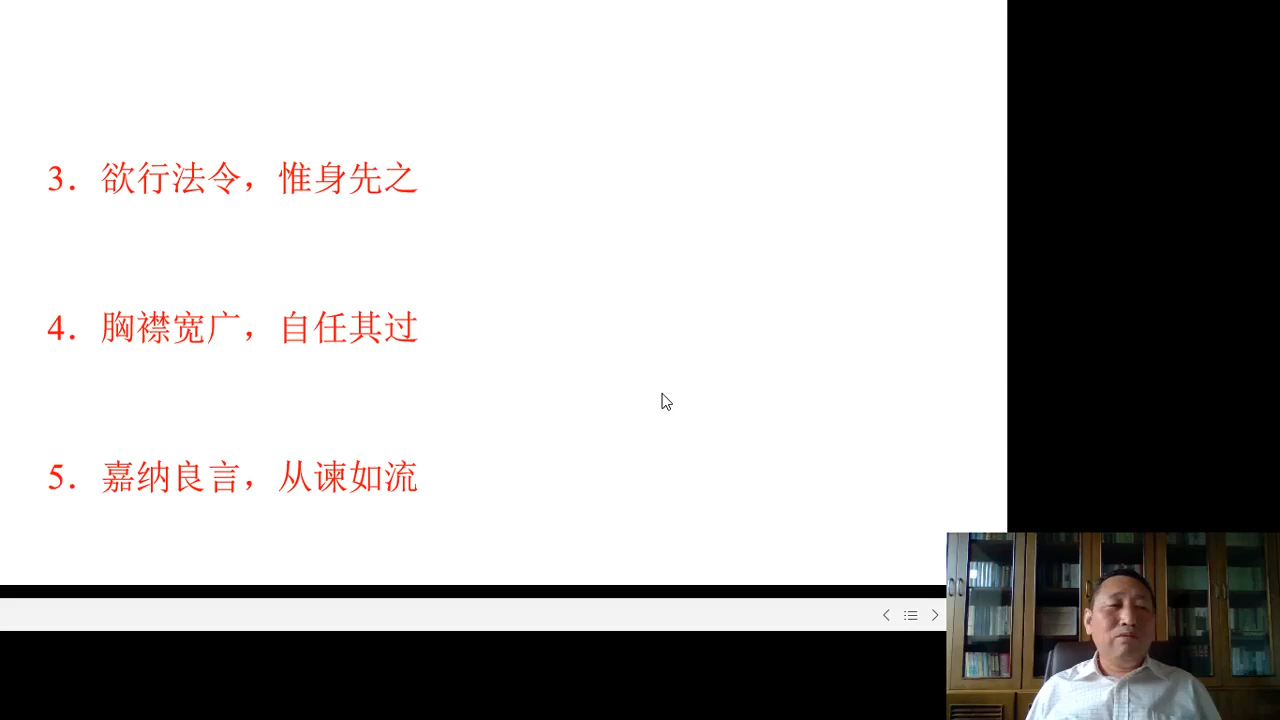 3．欲行法令，惟身先之
4．胸襟宽广，自任其过
5．嘉纳良言，从谏如流